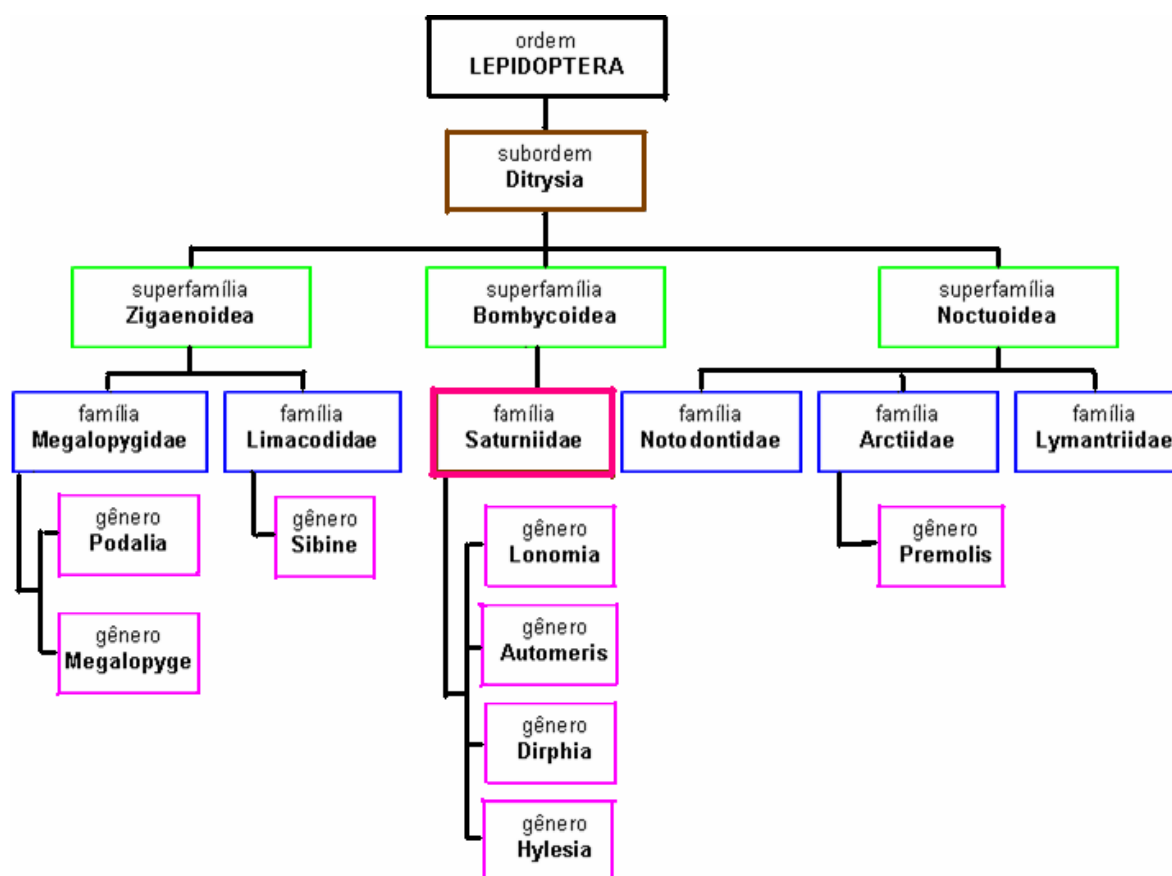 ordem
LEPIDOPTERA
subordem
Ditrysia
superfamília
Zigaenoidea
superfamília
Bombycoidea
superfamília
Noctuoidea
família
Megalopygidae
família
Limacodidae
família
Saturniidae
família
Notodontidae
família
Arctiidae
família
Lymantriidae
gênero
Podalia
gênero
Megalopyge
gênero
Sibine
gênero
Lonomia
gênero
Automeris
gênero
Dirphia
gênero
Hylesia
gênero
Premolis